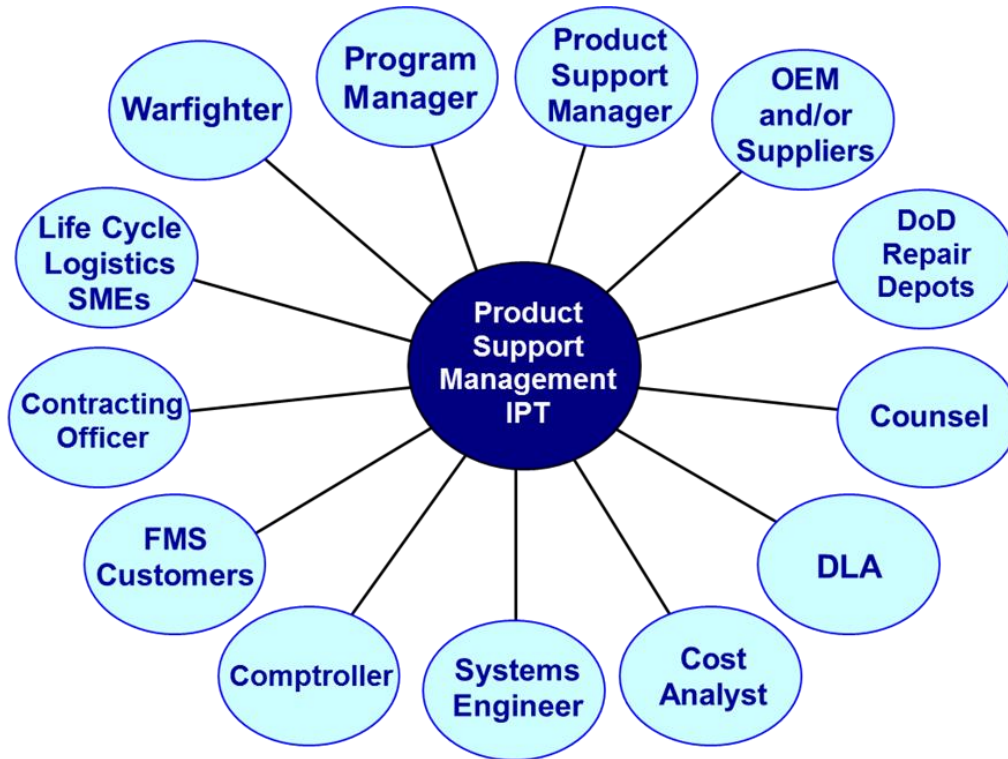 Program
Manager
Product
Support
Manager
Warfighter
OEM
and/or
Suppliers
Life Cycle
Logistics
SMEs
DoD
Repair
Depots
Product
Support
Management
IPT
Contracting
Officer
Counsel
FMS
Customers
DLA
Comptroller
Systems
Engineer
Cost
Analyst